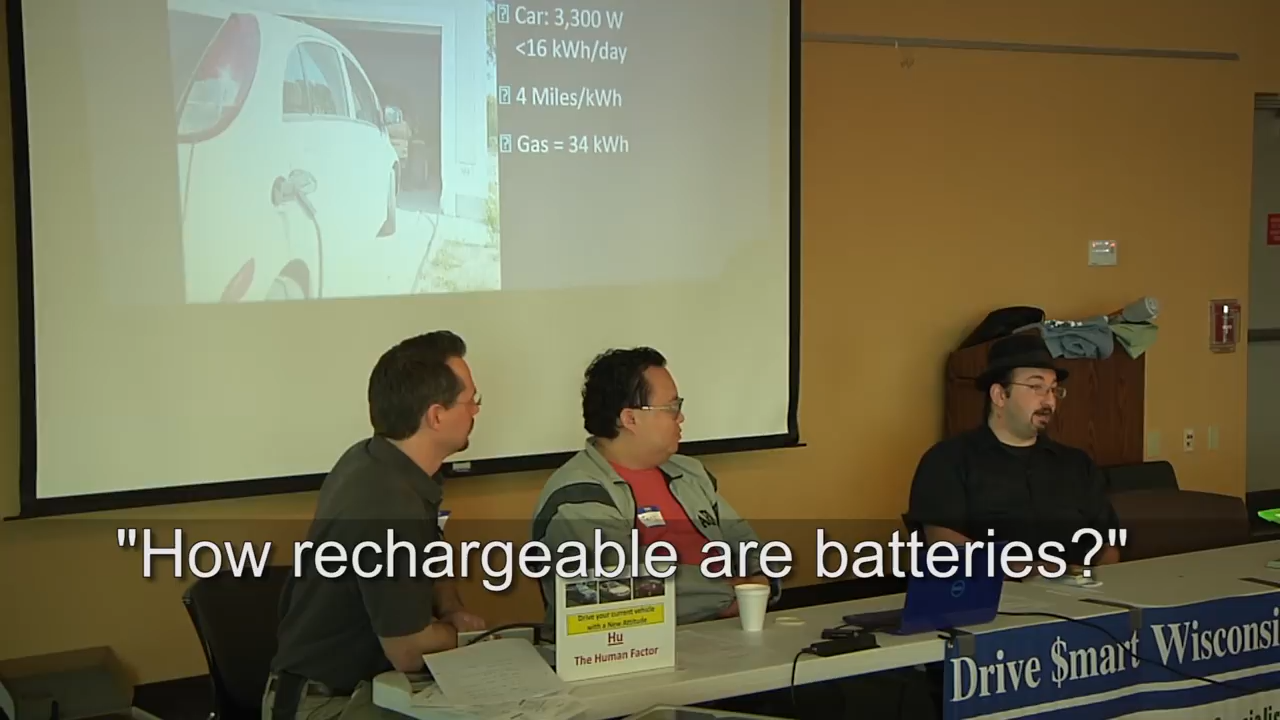 Car: 3,300 W
<16 kWh/day
4 Miles/kWh
Gas = 34 kWh
"How rechargeable are batteries?"
Drive your current vehicle
with a New Attitude
Hu
The Human Factor
DELL
Drive $mart Wisconsi